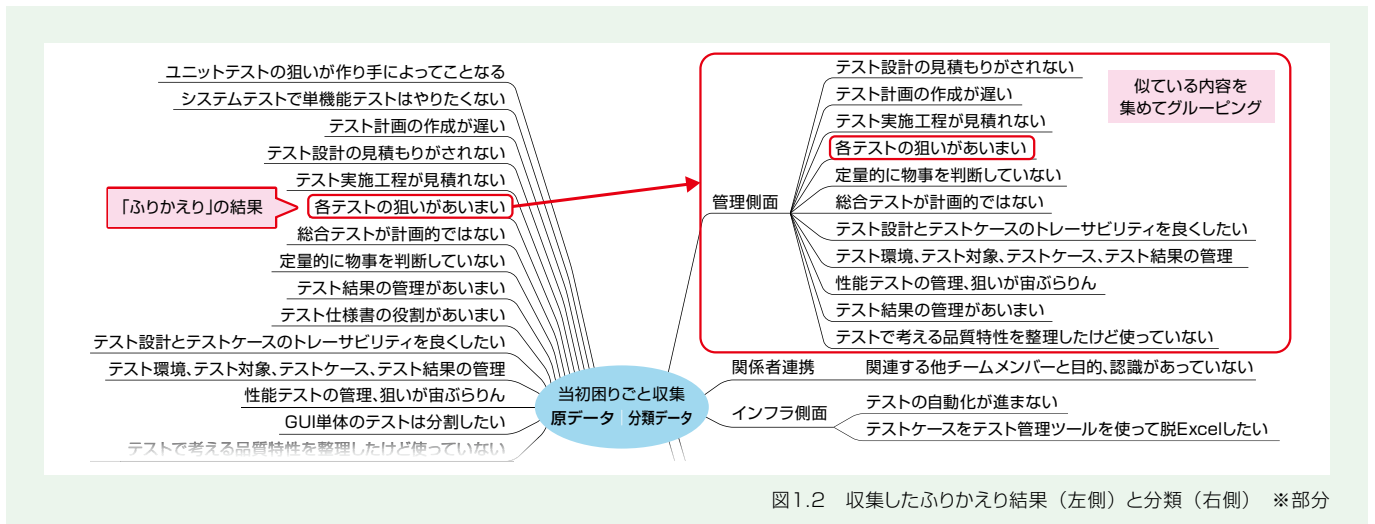 ユニットテストの狙いが作り手によってことなる
システムテストで単機能テストはやりたくない
テスト計画の作成が遅い
テスト設計の見積もりがされない
テスト実施工程が見積れない
「ふりかえり」の結果
各テストの狙いがあいまい
総合テストが計画的ではない
定量的に物事を判断していない
テスト結果の管理があいまい
テスト仕様書の役割があいまい
テスト設計とテストケースのトレーサビリティを良くしたい
テスト環境、テスト対象、テストケース、テスト結果の管理
性能テストの管理、狙いが宙ぶらりん
GUI単体のテストは分割したい
テストで考える品質特性を整理したけど使っていない
当初困りごと収集
原データ | 分類データ
管理側面
テスト設計の見積もりがされない
テスト計画の作成が遅い
テスト実施工程が見積れない
各テストの狙いがあいまい
定量的に物事を判断していない
総合テストが計画的ではない
テスト設計とテストケースのトレーサビリティを良くしたい
テスト環境、テスト対象、テストケース、テスト結果の管理
性能テストの管理、狙いが宙ぶらりん
テスト結果の管理があいまい
テストで考える品質特性を整理したけど使っていない
似ている内容を
集めてグルーピング
関係者連携
関連する他チームメンバーと目的、認識があっていない
インフラ側面
テストの自動化が進まない
テストケースをテスト管理ツールを使って脱Excelしたい
図1.2 収集したふりかえり結果（左側）と分類（右側） ※部分